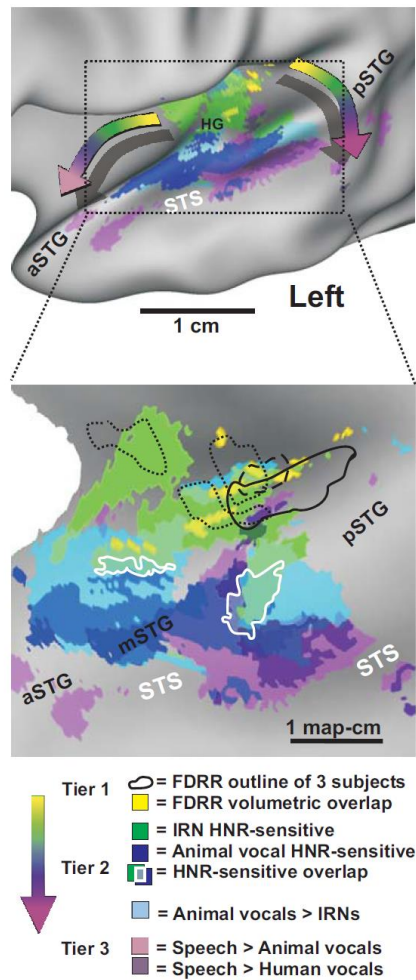 pSTG
HG
STS
aSTG
Left
1 cm
pSTG
mSTG
aSTG
STS
STS
1 map-cm
Tier 1
= FDRR outline of 3 subjects
= FDRR volumetric overlap
= IRN HNR-sensitive
= Animal vocal HNR-sensitive
Tier 2
= HNR-sensitive overlap
= Animal vocals > IRNs
Tier 3
= Speech > Animal vocals
= Speech > Human vocals